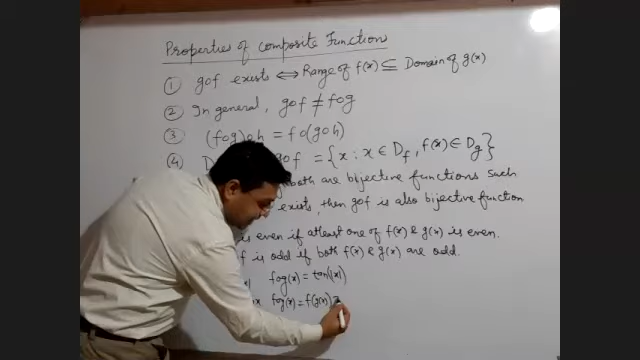 Properties of Composite Function
① gof exists ⟺ Range of f(x) ⊆ Domain of g(x)
② In general, gof ≠ fog
③ (fog)oh = fo(goh)
④ D gof = {x : x ∈ D_f, f(x) ∈ D_g}
both are bijective functions such
exists, then gof is also bijective function
is even if atleast one of f(x) & g(x) is even.
f is odd if both f(x) & g(x) are odd.
fog(x) = tan(|x|)
fog(x) = f(g(x)) =